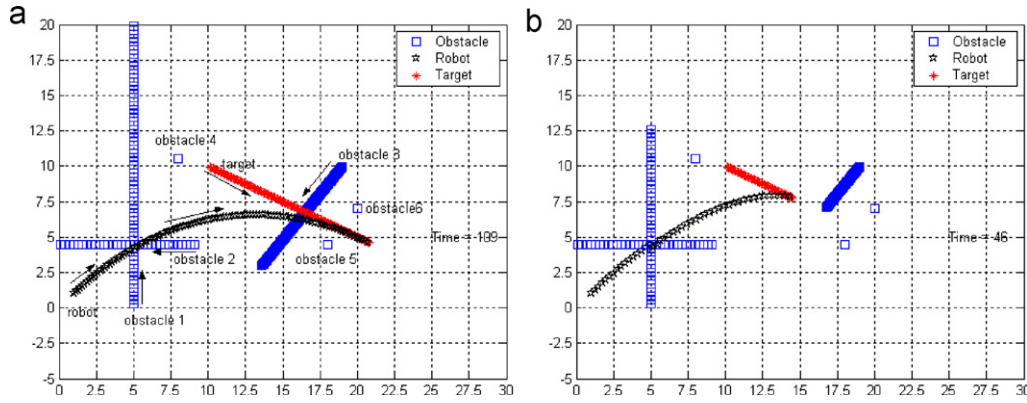 a
20
17.5
15
12.5
10
7.5
5
2.5
0
-2.5
-5
0 2.5 5 7.5 10 12.5 15 17.5 20 22.5 25 27.5 30
Obstacle
Robot
Target
obstacle 4
target
obstacle 3
obstacle6
Time = 109
obstacle 2
obstacle 5
robot
obstacle 1
b
20
17.5
15
12.5
10
7.5
5
2.5
0
-2.5
-5
0 2.5 5 7.5 10 12.5 15 17.5 20 22.5 25 27.5 30
Obstacle
Robot
Target
Time = 46